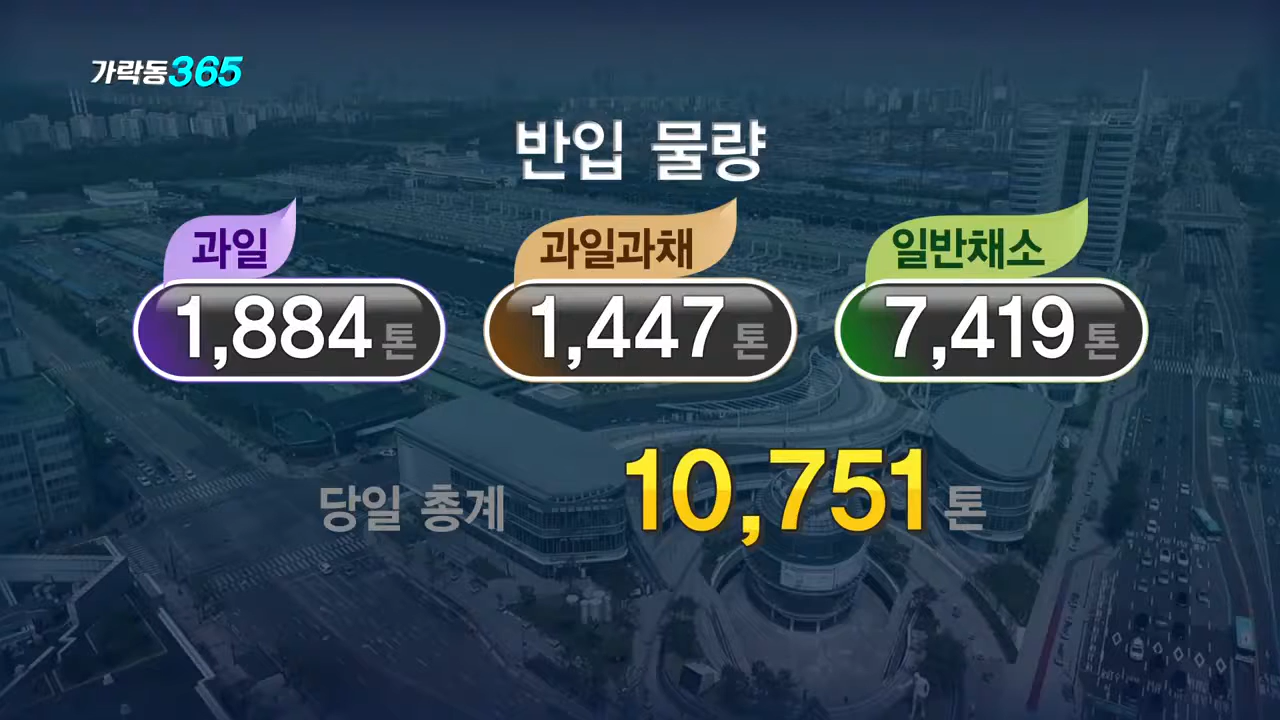 가락동365
반입 물량
과일
1,884 톤
과일과채
1,447 톤
일반채소
7,419 톤
당일 총계 10,751 톤